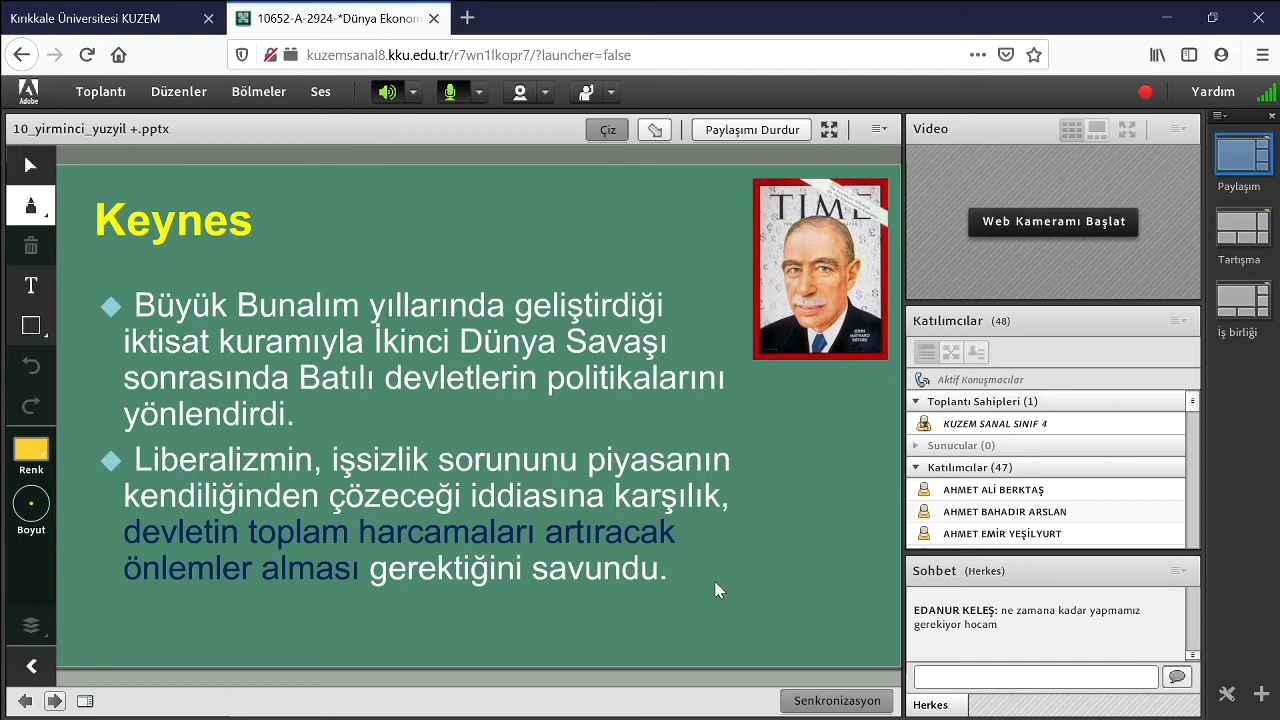 Kırıkkale Üniversitesi KUZEM
10652-A-2924-*Dünya Ekonom
kuzemsanal8.kku.edu.tr/r7wn1lkopr7/?launcher=false
Adobe
Toplantı
Düzenler
Bölmeler
Ses
Yardım
10_yirminci_yuzyil +.pptx
Çiz
Paylaşımı Durdur
Renk
Boyut
Keynes
Büyük Bunalım yıllarında geliştirdiği
iktisat kuramıyla İkinci Dünya Savaşı
sonrasında Batılı devletlerin politikalarını
yönlendirdi.
Liberalizmin, işsizlik sorununu piyasanın
kendiliğinden çözeceği iddiasına karşılık,
devletin toplam harcamaları artıracak
önlemler alması gerektiğini savundu.
TIME
JOHN
MAYNARD
KEYNES
Senkronizasyon
Video
Web Kameramı Başlat
Katılımcılar (48)
Aktif Konuşmacılar
Toplantı Sahipleri (1)
KUZEM SANAL SINIF 4
Sunucular (0)
Katılımcılar (47)
AHMET ALİ BERKTAŞ
AHMET BAHADIR ARSLAN
AHMET EMİR YEŞİLYURT
Sohbet (Herkes)
EDANUR KELEŞ: ne zamana kadar yapmamız
gerekiyor hocam
Herkes
Paylaşım
Tartışma
İş birliği